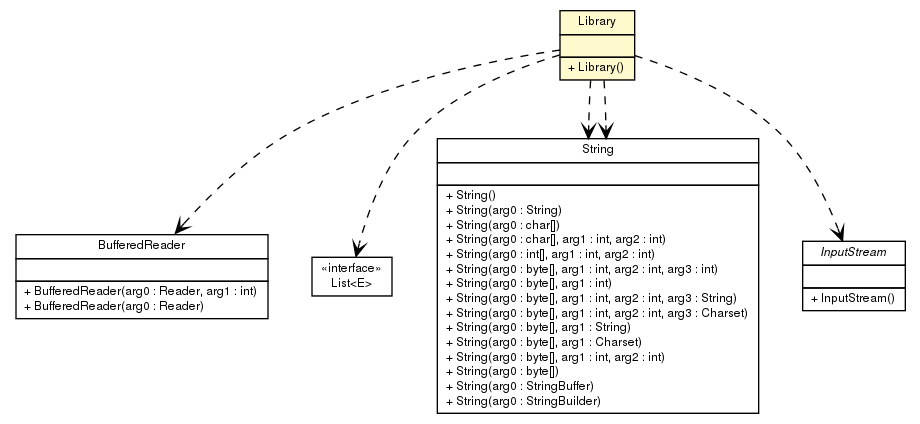 Library
+ Library()
String
+ String()
+ String(arg0 : String)
+ String(arg0 : char[])
+ String(arg0 : char[], arg1 : int, arg2 : int)
+ String(arg0 : int[], arg1 : int, arg2 : int)
+ String(arg0 : byte[], arg1 : int, arg2 : int, arg3 : int)
+ String(arg0 : byte[], arg1 : int)
+ String(arg0 : byte[], arg1 : int, arg2 : int, arg3 : String)
+ String(arg0 : byte[], arg1 : int, arg2 : int, arg3 : Charset)
+ String(arg0 : byte[], arg1 : String)
+ String(arg0 : byte[], arg1 : Charset)
+ String(arg0 : byte[], arg1 : int, arg2 : int)
+ String(arg0 : byte[])
+ String(arg0 : StringBuffer)
+ String(arg0 : StringBuilder)
BufferedReader
+ BufferedReader(arg0 : Reader, arg1 : int)
+ BufferedReader(arg0 : Reader)
«interface»
List<E>
InputStream
+ InputStream()